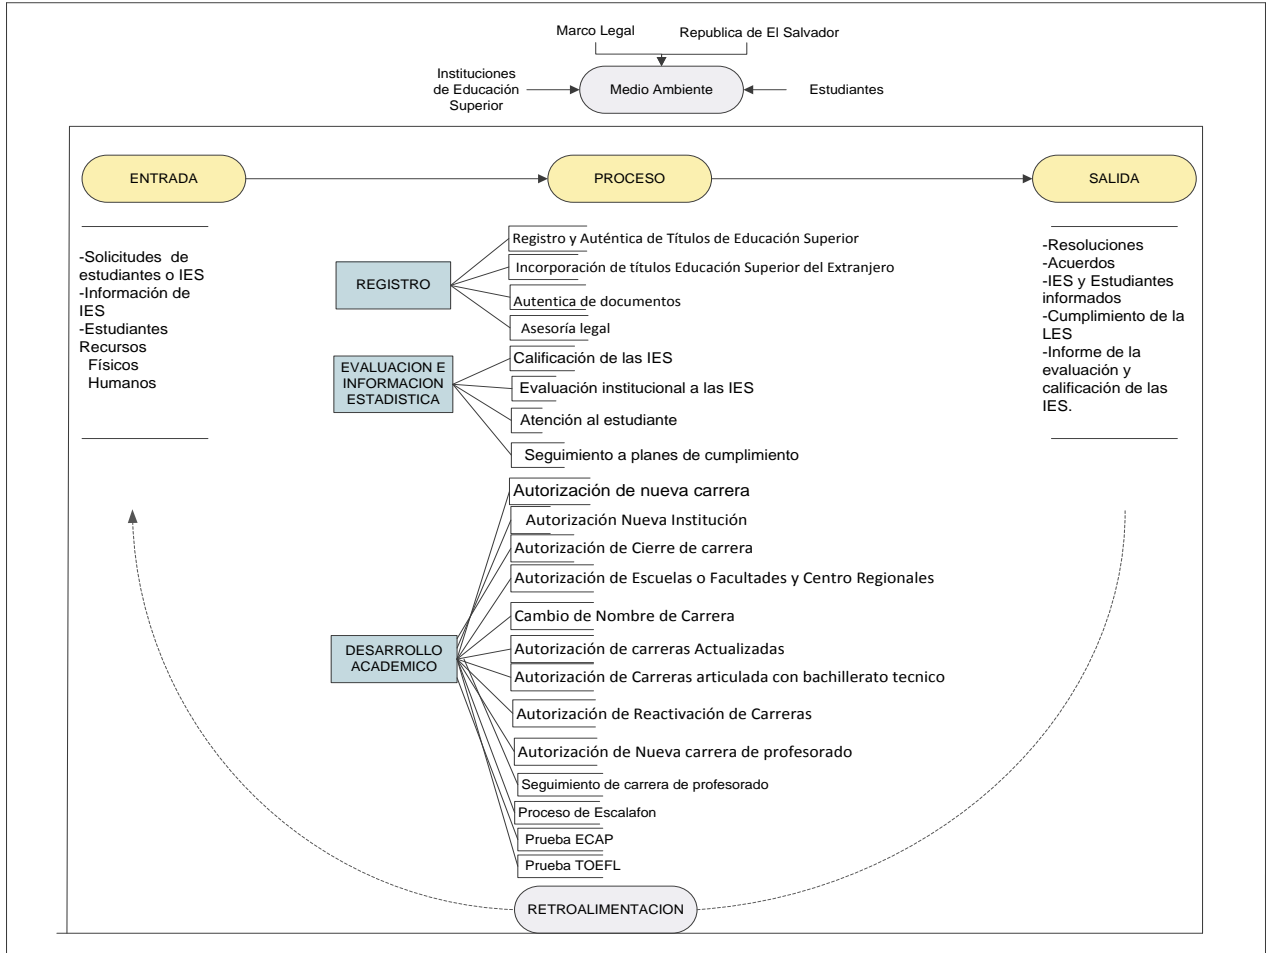 Marco Legal
Republica de El Salvador
Instituciones
de Educación
Superior
Medio Ambiente
Estudiantes
ENTRADA
PROCESO
SALIDA
-Solicitudes de
estudiantes o IES
-Información de
IES
-Estudiantes
Recursos
Físicos
Humanos
REGISTRO
Registro y Auténtica de Títulos de Educación Superior
Incorporación de títulos Educación Superior del Extranjero
Autentica de documentos
Asesoría legal
EVALUACION E
INFORMACION
ESTADISTICA
Calificación de las IES
Evaluación institucional a las IES
Atención al estudiante
Seguimiento a planes de cumplimiento
DESARROLLO
ACADEMICO
Autorización de nueva carrera
Autorización Nueva Institución
Autorización de Cierre de carrera
Autorización de Escuelas o Facultades y Centro Regionales
Cambio de Nombre de Carrera
Autorización de carreras Actualizadas
Autorización de Carreras articulada con bachillerato tecnico
Autorización de Reactivación de Carreras
Autorización de Nueva carrera de profesorado
Seguimiento de carrera de profesorado
Proceso de Escalafon
Prueba ECAP
Prueba TOEFL
-Resoluciones
-Acuerdos
-IES y Estudiantes
informados
-Cumplimiento de la
LES
-Informe de la
evaluación y
calificación de las
IES.
RETROALIMENTACION